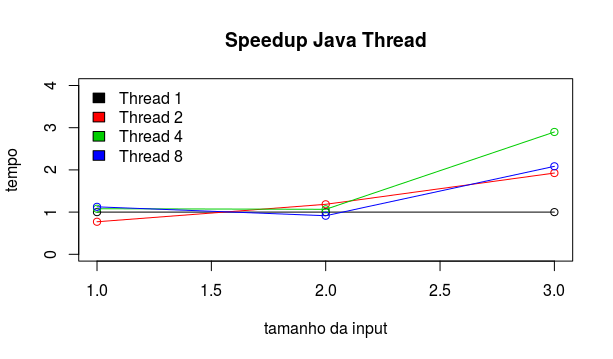 Speedup Java Thread
Thread 1
Thread 2
Thread 4
Thread 8
tempo
4
3
2
1
0
1.0 1.5 2.0 2.5 3.0
tamanho da input